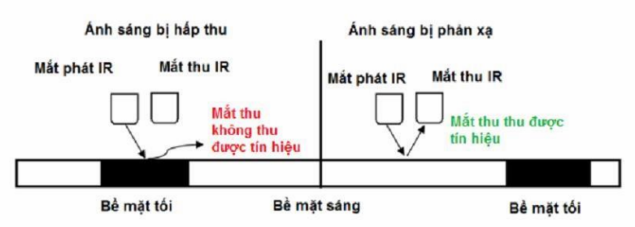 Ánh sáng bị hấp thu
Ánh sáng bị phản xạ
Mắt phát IR
Mắt thu IR
Mắt thu
không thu
được tín hiệu
Mắt phát IR
Mắt thu IR
Mắt thu thu được
tín hiệu
Bề mặt tối
Bề mặt sáng
Bề mặt tối